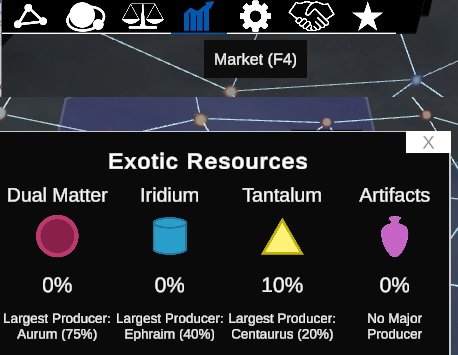 Market (F4)
X
Exotic Resources
Dual Matter Iridium Tantalum Artifacts
0% 0% 10% 0%
Largest Producer: Largest Producer: Largest Producer: No Major
Aurum (75%) Ephraim (40%) Centaurus (20%) Producer